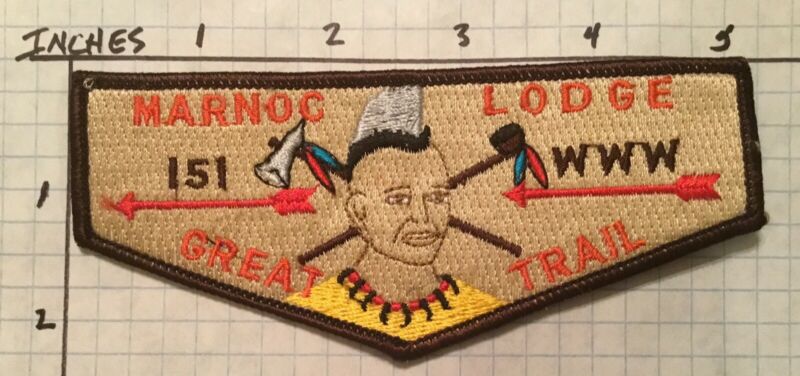 INCHES 1 2 3 4 5
MARNOC LODGE
151 WWW
1
GREAT TRAIL
2